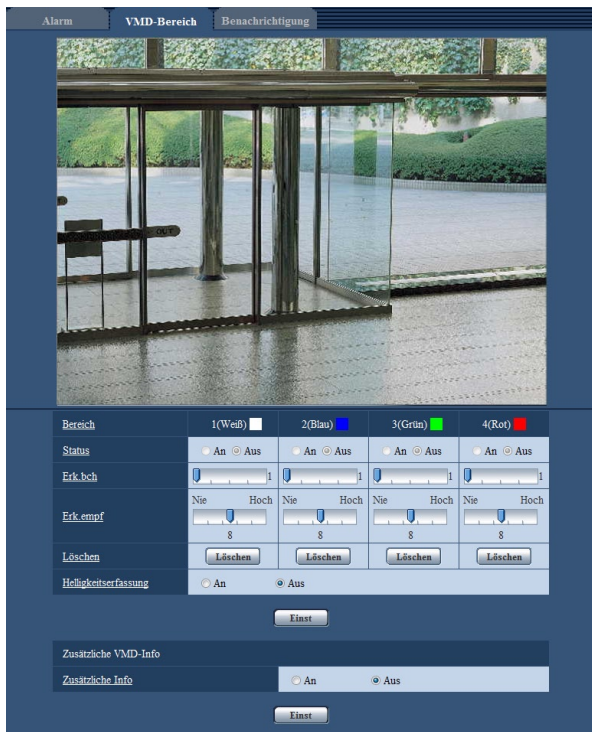 Alarm VMD-Bereich Benachrichtigung
OUT
Bereich 1(Weiß) 2(Blau) 3(Grün) 4(Rot)
Status An Aus An Aus An Aus An Aus
Erk.bch 1 1 1 1
Nie Hoch Nie Hoch Nie Hoch Nie Hoch
Erk.empf
8 8 8 8
Löschen Löschen Löschen Löschen Löschen
Helligkeitserfassung An Aus
Einst
Zusätzliche VMD-Info
Zusätzliche Info An Aus
Einst